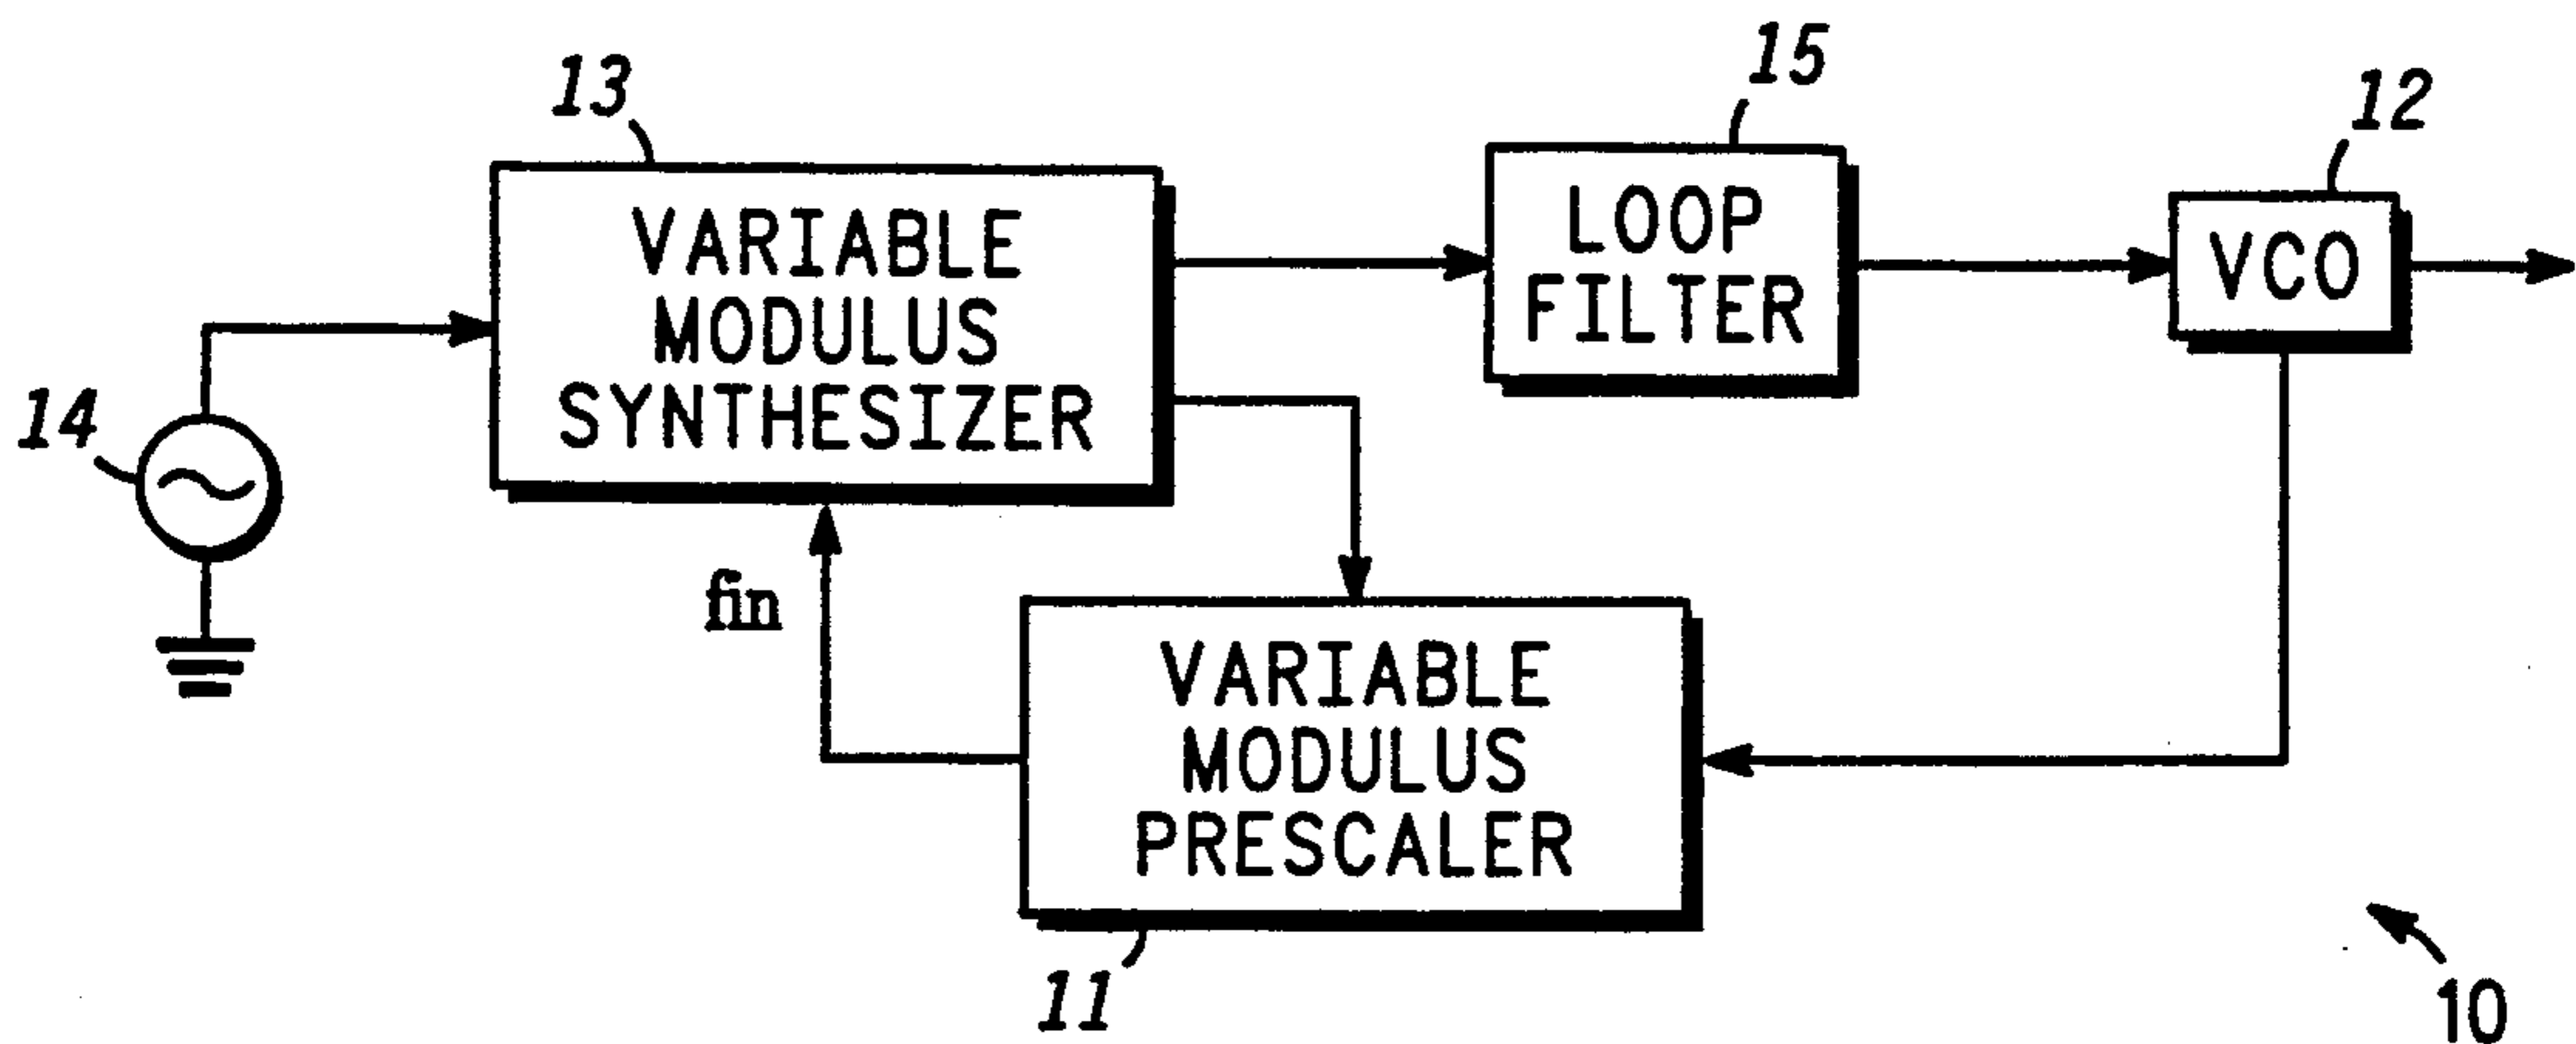 13
15
12
VARIABLE
MODULUS
SYNTHESIZER
LOOP
FILTER
VCO
14
fin
VARIABLE
MODULUS
PRESCALER
11
10